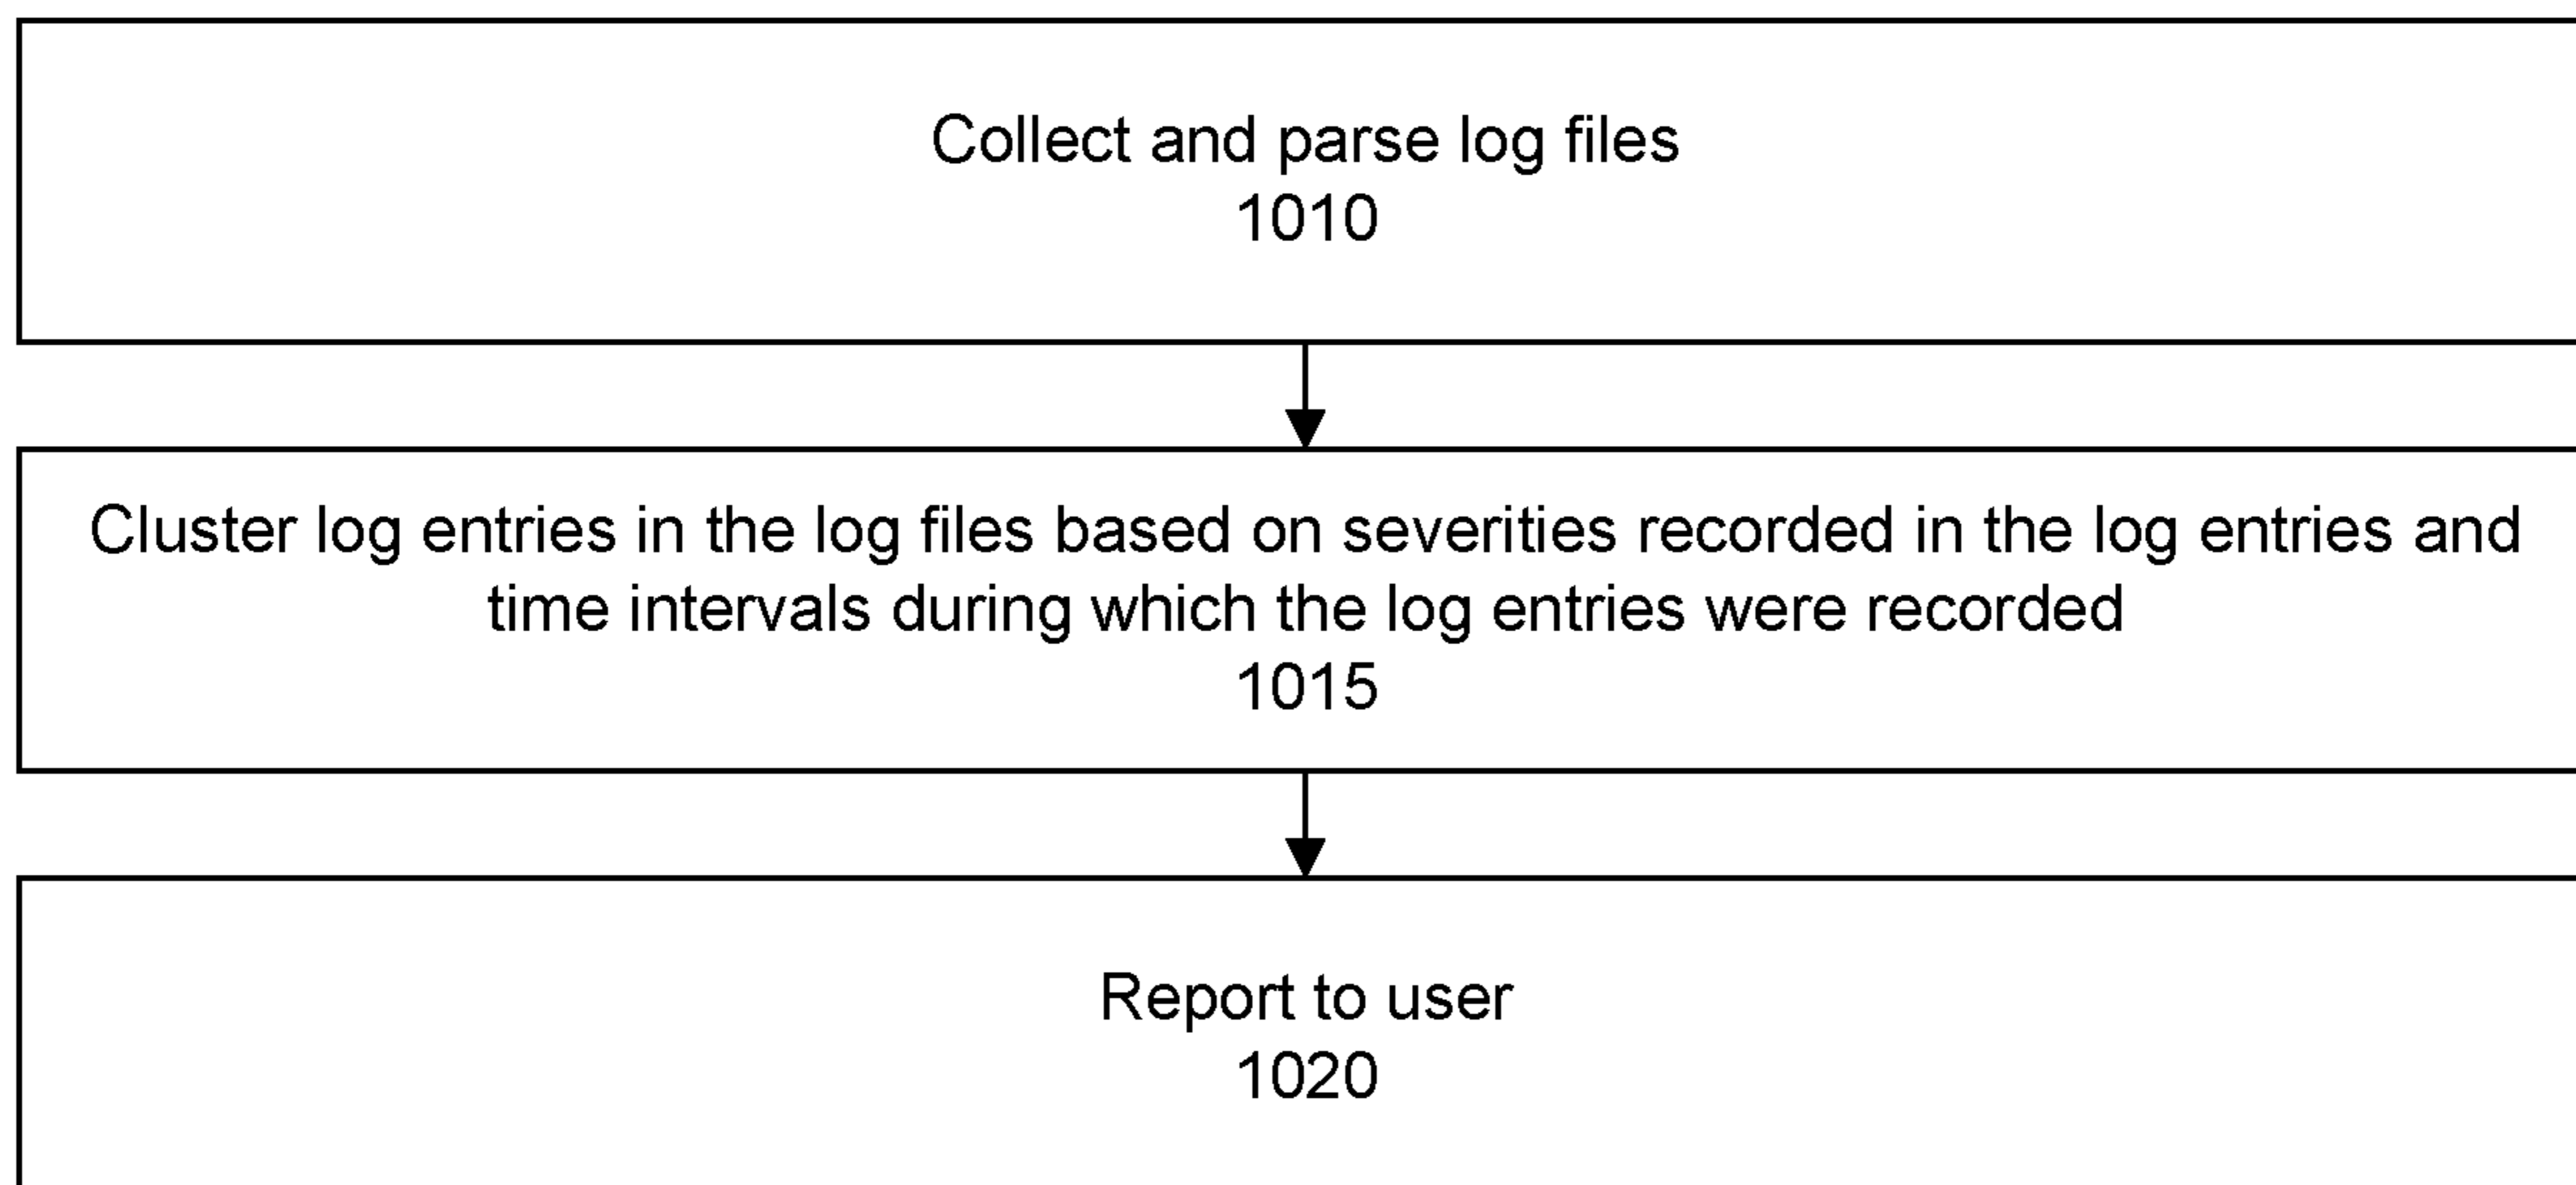 Collect and parse log files
1010
Cluster log entries in the log files based on severities recorded in the log entries and
time intervals during which the log entries were recorded
1015
Report to user
1020